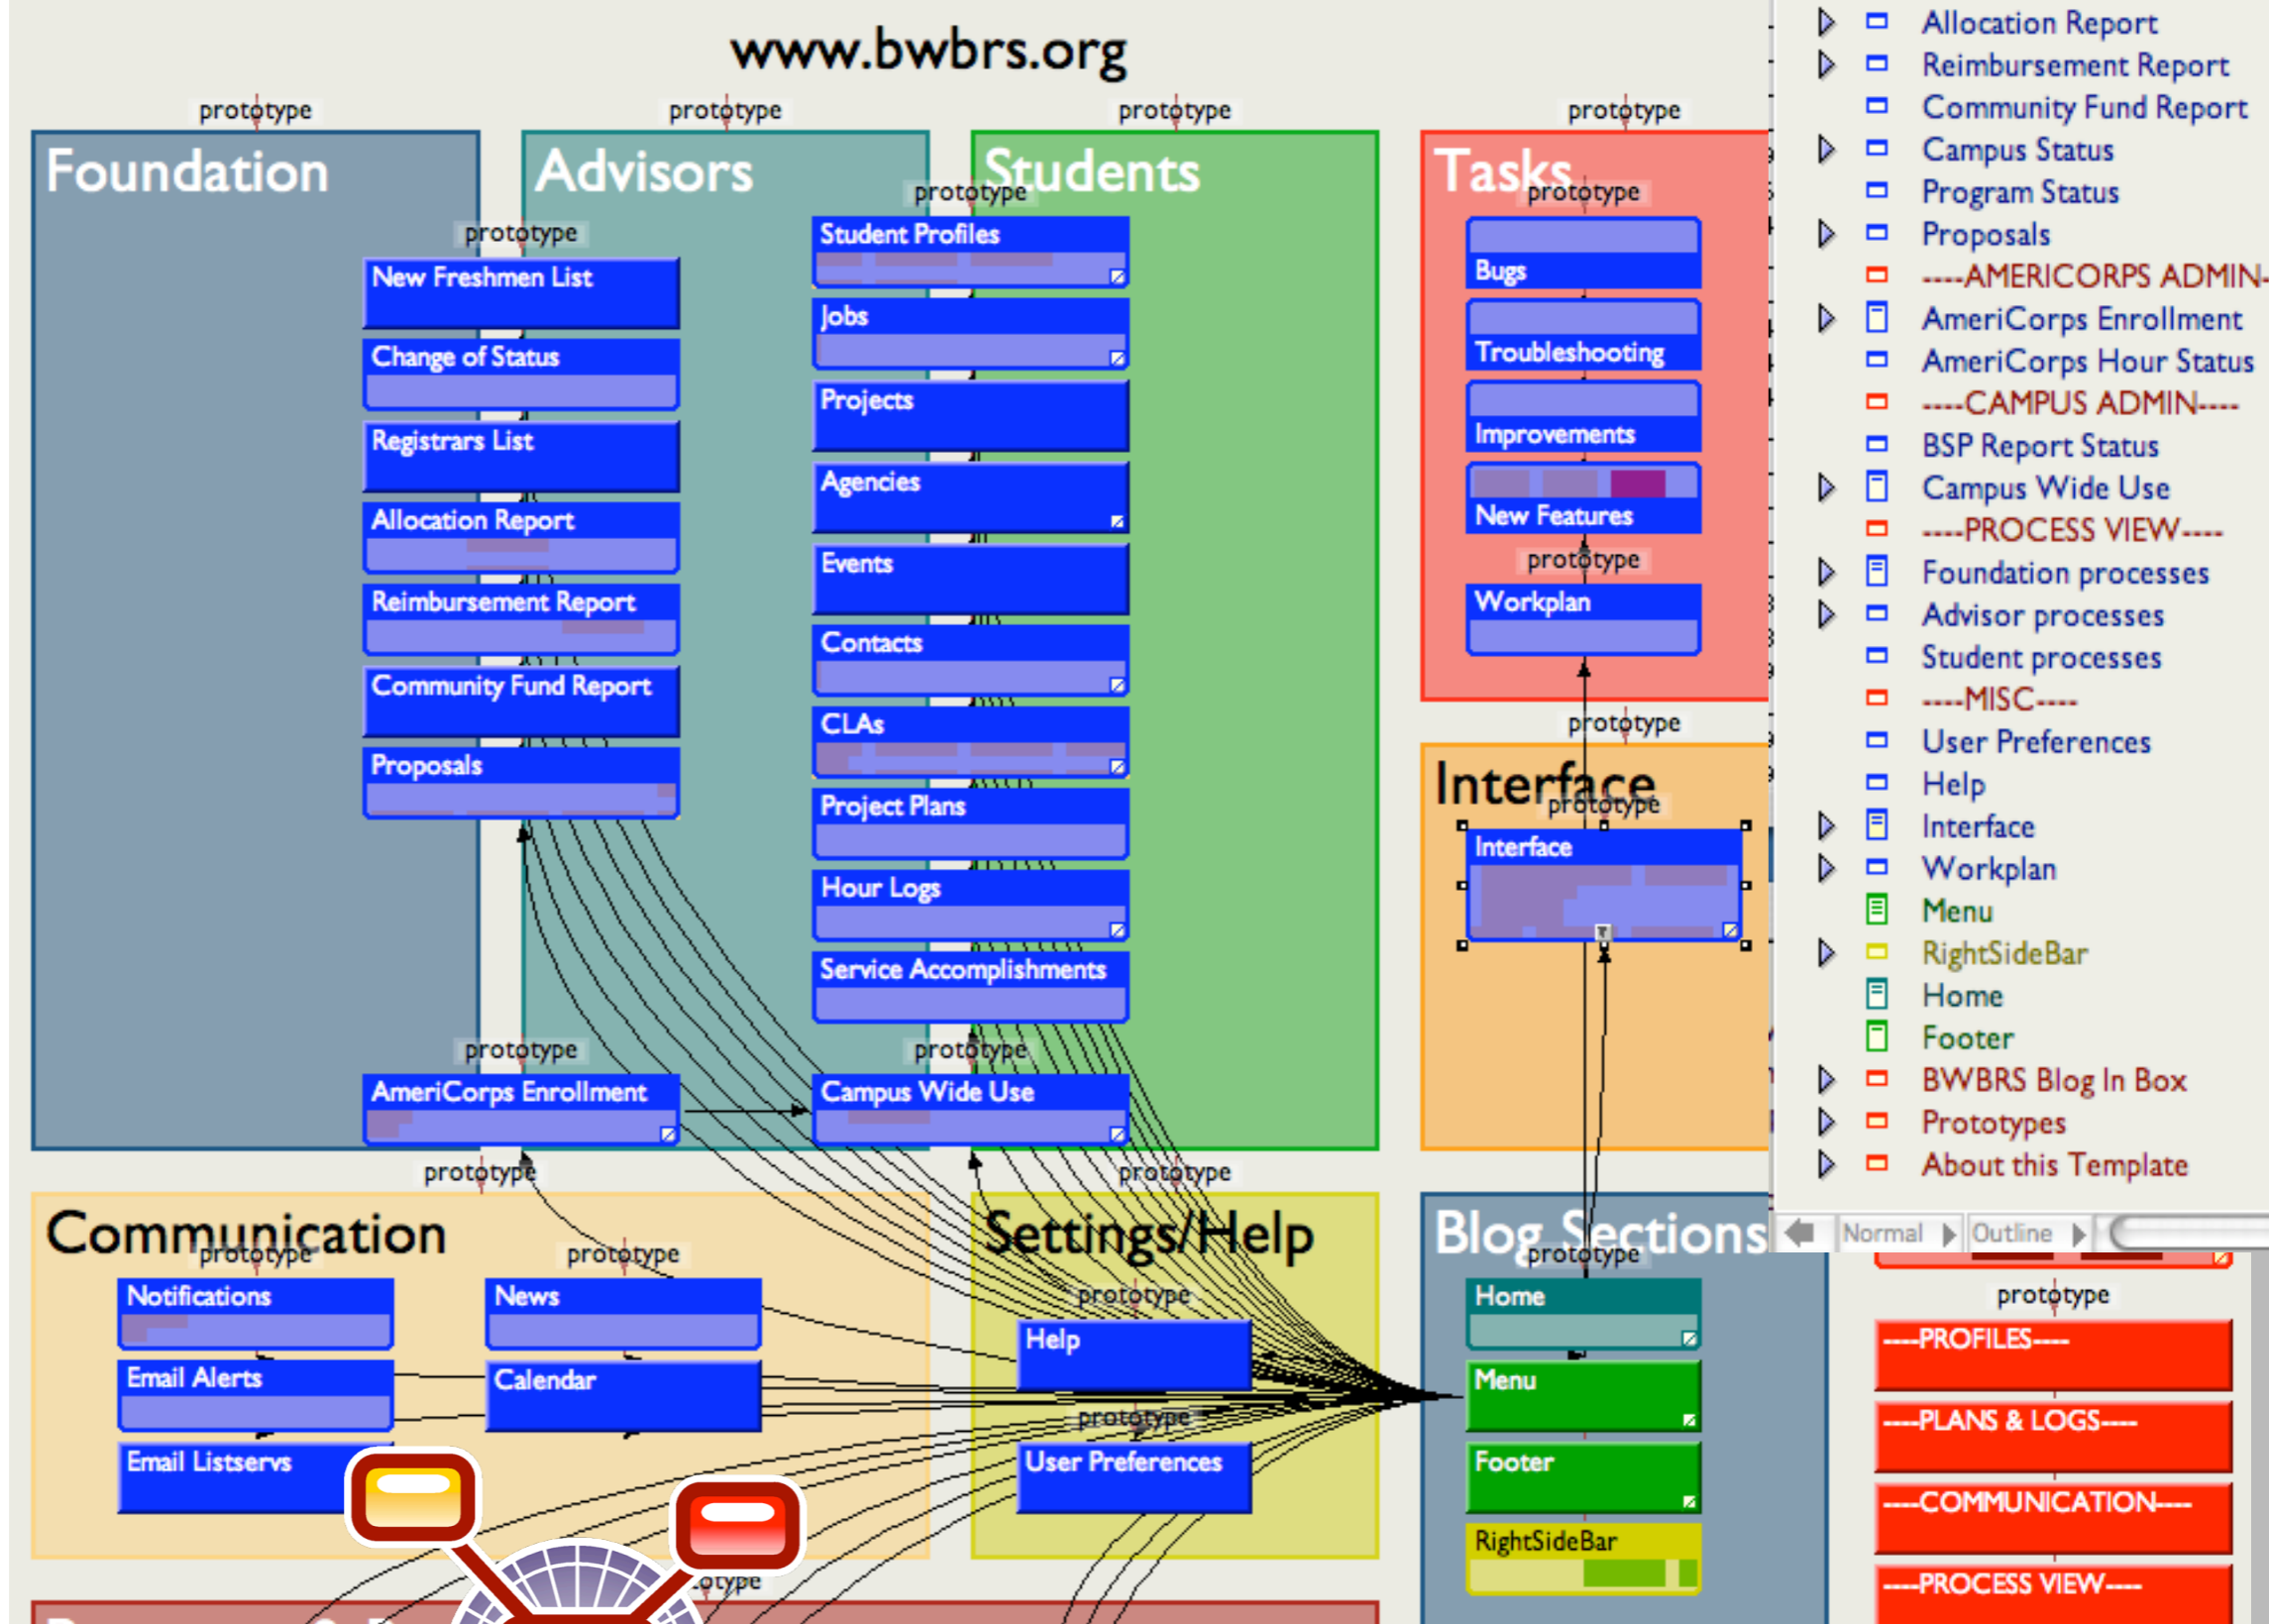 www.bwbrs.org
prototype
prototype
prototype
prototype
Foundation
Advisors
Students
Tasks
prototype
New Freshmen List
Change of Status
Registrars List
Allocation Report
Reimbursement Report
Community Fund Report
Proposals
prototype
AmeriCorps Enrollment
prototype
Student Profiles
Jobs
Projects
Agencies
Events
Contacts
CLAs
Project Plans
Hour Logs
Service Accomplishments
prototype
Campus Wide Use
prototype
Bugs
Troubleshooting
Improvements
New Features
prototype
Workplan
prototype
Interface
prototype
Interface
prototype
Communication
prototype
Notifications
Email Alerts
Email Listservs
prototype
News
Calendar
prototype
Settings/Help
prototype
Help
prototype
User Preferences
Blog Sections
prototype
Home
Menu
Footer
RightSideBar
Allocation Report
Reimbursement Report
Community Fund Report
Campus Status
Program Status
Proposals
----AMERICORPS ADMIN-
AmeriCorps Enrollment
AmeriCorps Hour Status
----CAMPUS ADMIN----
BSP Report Status
Campus Wide Use
----PROCESS VIEW----
Foundation processes
Advisor processes
Student processes
----MISC----
User Preferences
Help
Interface
Workplan
Menu
RightSideBar
Home
Footer
BWBRS Blog In Box
Prototypes
About this Template
Normal
Outline
prototype
----PROFILES----
----PLANS & LOGS----
----COMMUNICATION----
----PROCESS VIEW----